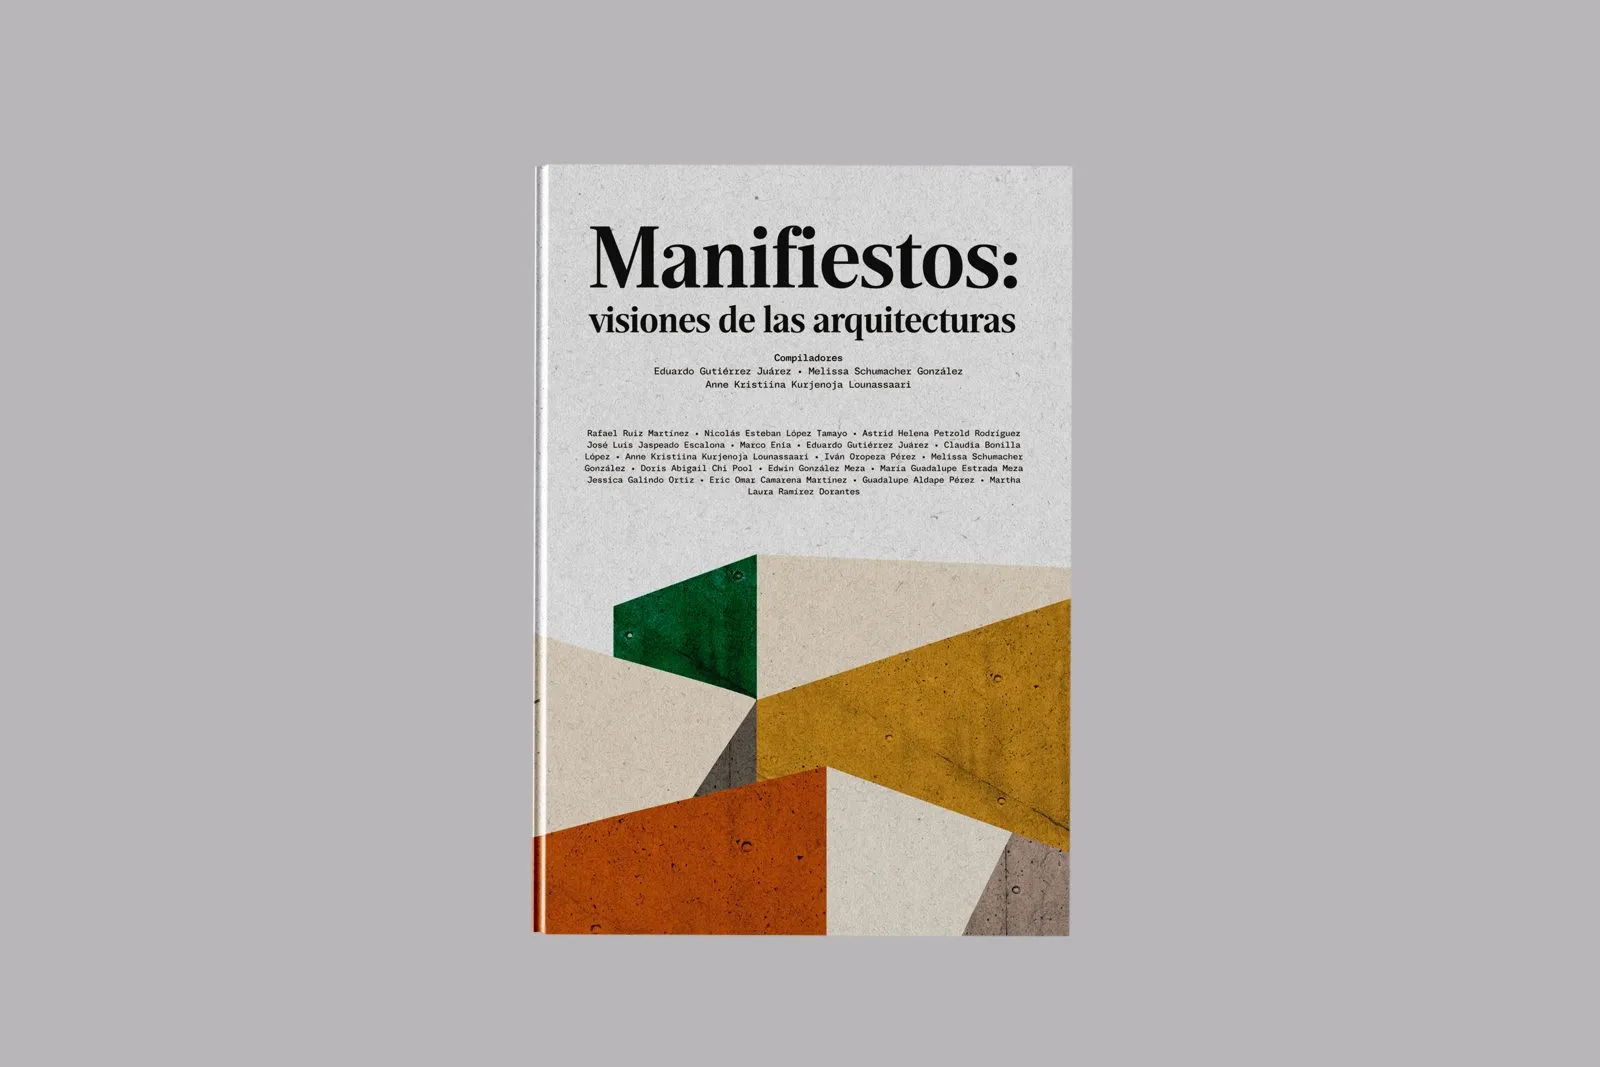 Manifiestos:
visiones de las arquitecturas
Compiladores
Eduardo Gutiérrez Juárez • Melissa Schumacher González
Anne Kristiina Kurjenoja Lounassaari
Rafael Ruiz Martínez • Nicolás Esteban López Tamayo • Astrid Helena Petzold Rodríguez
José Luis Jaspeado Escalona • Marco Enia • Eduardo Gutiérrez Juárez • Claudia Bonilla
López • Anne Kristiina Kurjenoja Lounassaari • Iván Oropeza Pérez • Melissa Schumacher
González • Doris Abigail Chi Pool • Edwin González Meza • María Guadalupe Estrada Meza
Jessica Galindo Ortiz • Eric Omar Camarena Martínez • Guadalupe Aldape Pérez • Martha
Laura Ramírez Dorantes